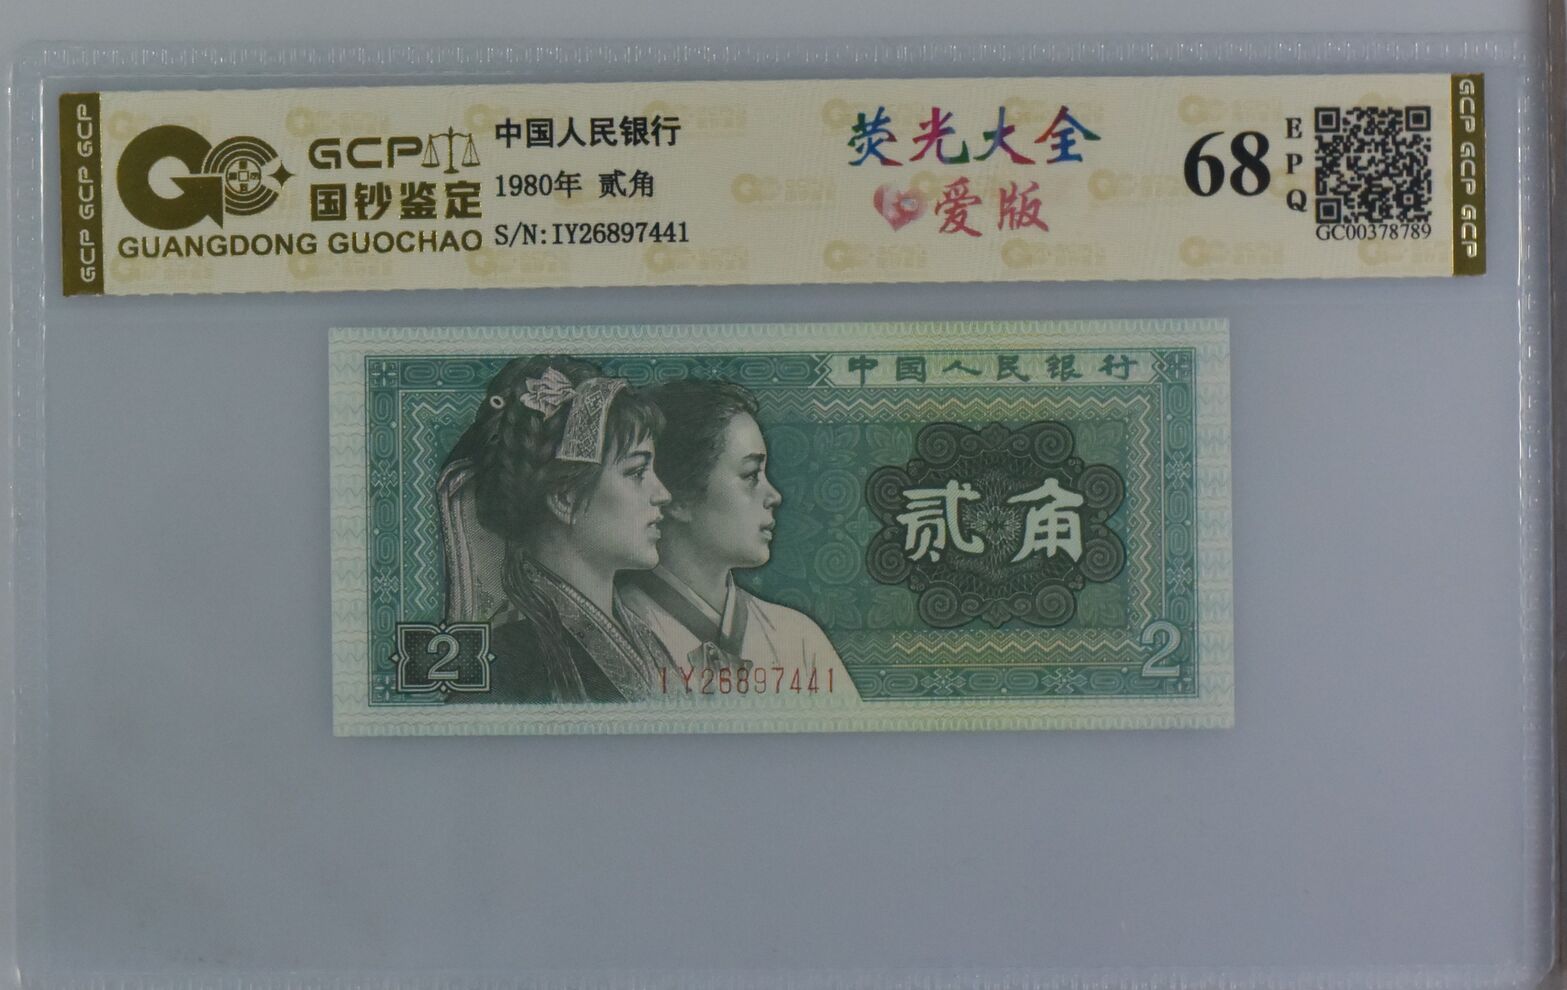 GCP GCP GCP
GCP
国钞鉴定
GUANGDONG GUOCHAO
中国人民银行
1980年 贰角
S/N:IY26897441
荧光大全
爱版
68
EPQ
GC00378789
GCP GCP GCP
中国人民银行
贰角
2
2
IY26897441